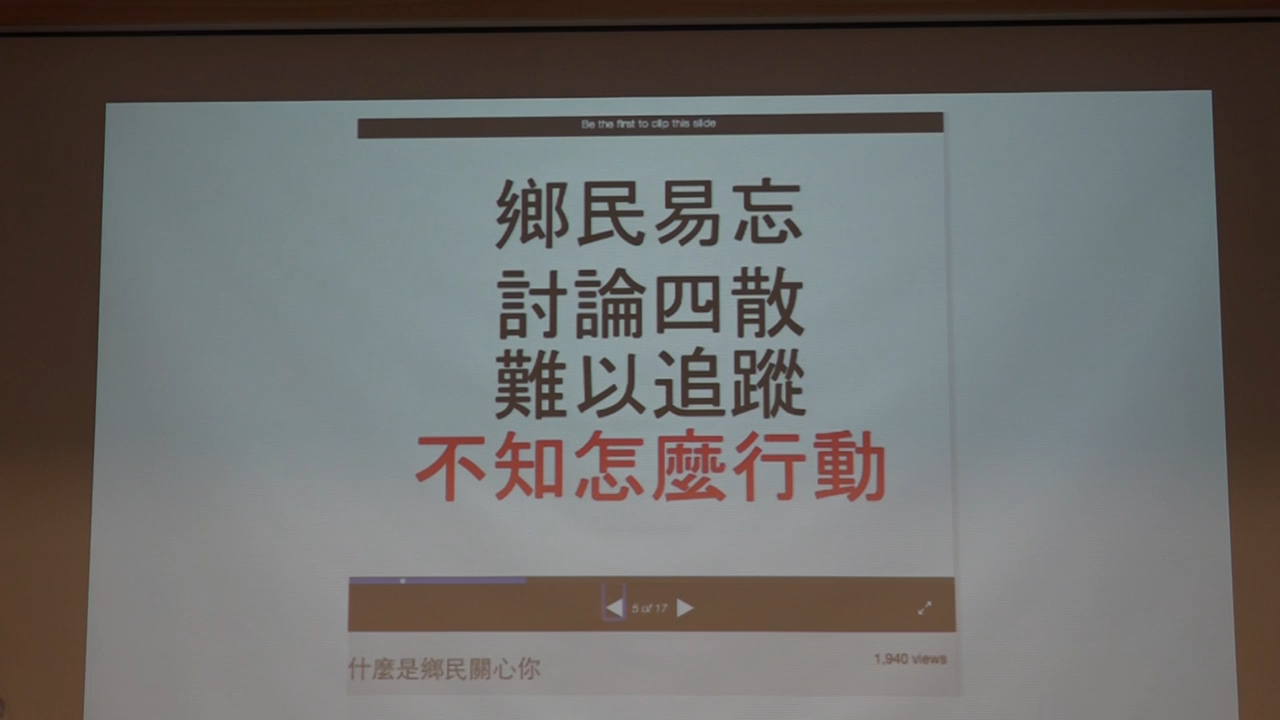 Be the first to clip this slide
鄉民易忘
討論四散
難以追蹤
不知怎麼行動
5 of 17
什麼是鄉民關心你
1,940 views